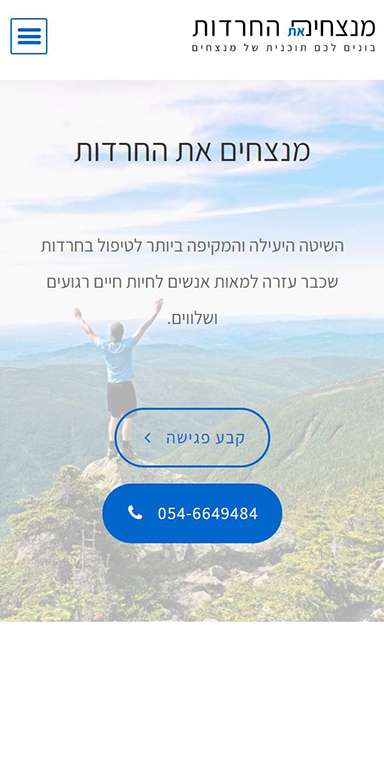 מנצחים את החרדות
בונים לכם תוכנית של מנצחים
מנצחים את החרדות
השיטה היעילה והמקיפה ביותר לטיפול בחרדות
שכבר עזרה למאות אנשים לחיות חיים רגועים
ושלווים.
קבע פגישה
054-6649484